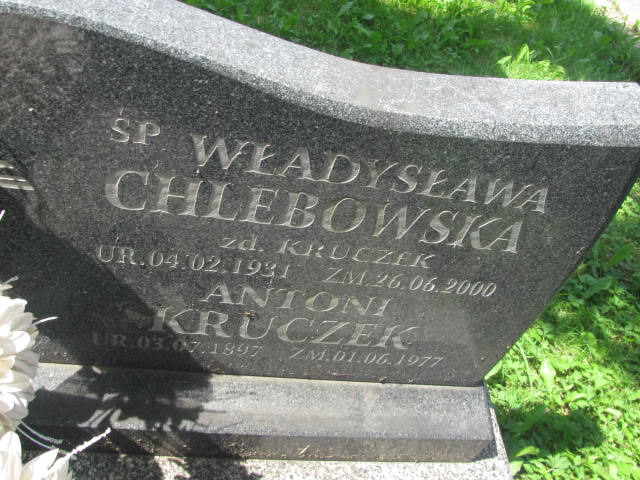 ŚP WŁADYSŁAWA
CHLEBOWSKA
zd. KRUCZEK
UR.04.02.1931 ZM.26.06.2000
ANTONI
KRUCZEK
UR.03.07.1897 ZM.01.06.1977